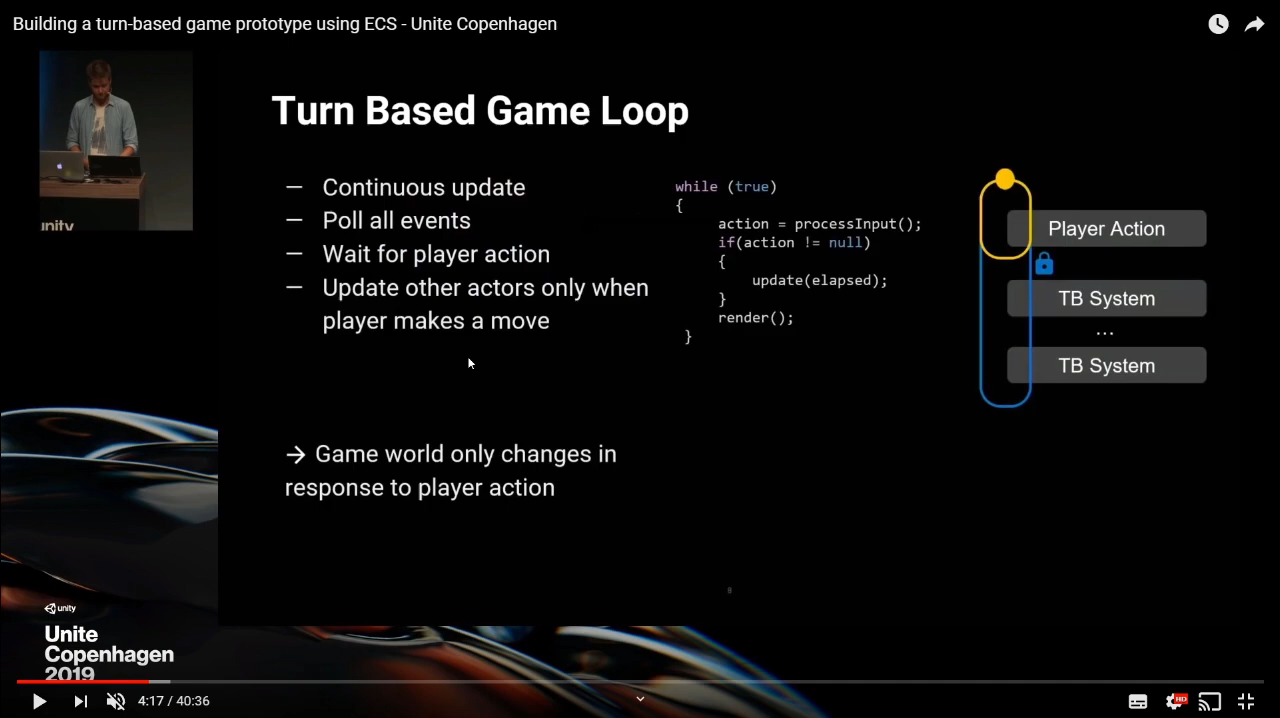 Building a turn-based game prototype using ECS - Unite Copenhagen
unity
Turn Based Game Loop
— Continuous update
— Poll all events
— Wait for player action
— Update other actors only when
player makes a move
→ Game world only changes in
response to player action
while (true)
{
action = processInput();
if(action != null)
{
update(elapsed);
}
render();
}
Player Action
TB System
...
TB System
8
unity
Unite
Copenhagen
2019
4:17 / 40:36
HD